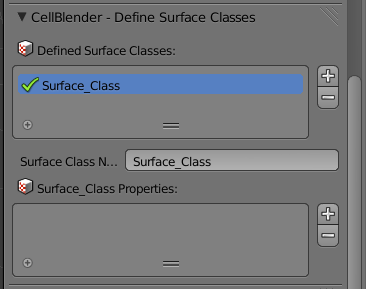 CellBlender - Define Surface Classes
Defined Surface Classes:
Surface_Class
Surface Class N... Surface_Class
Surface_Class Properties: